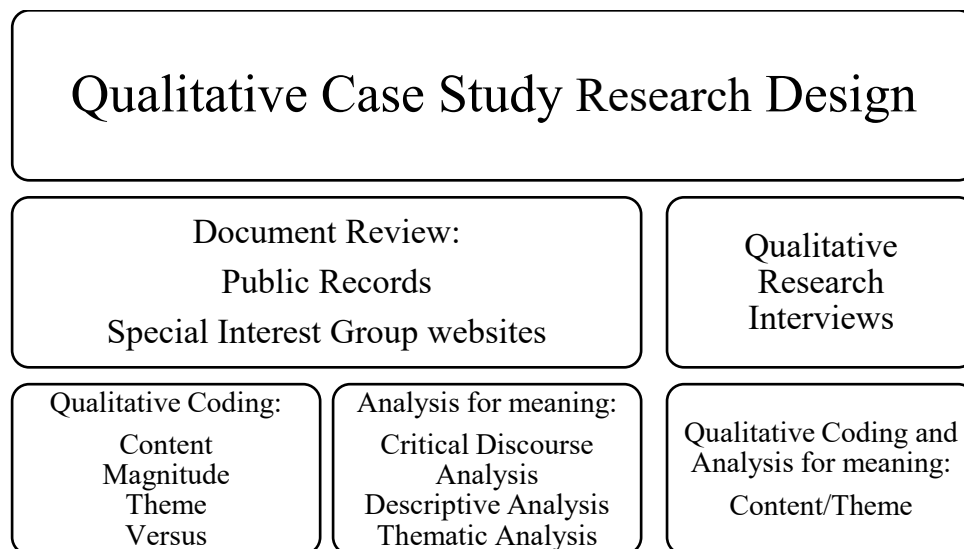 Qualitative Case Study Research Design
Document Review:
Public Records
Special Interest Group websites
Qualitative
Research
Interviews
Qualitative Coding:
Content
Magnitude
Theme
Versus
Analysis for meaning:
Critical Discourse
Analysis
Descriptive Analysis
Thematic Analysis
Qualitative Coding and
Analysis for meaning:
Content/Theme